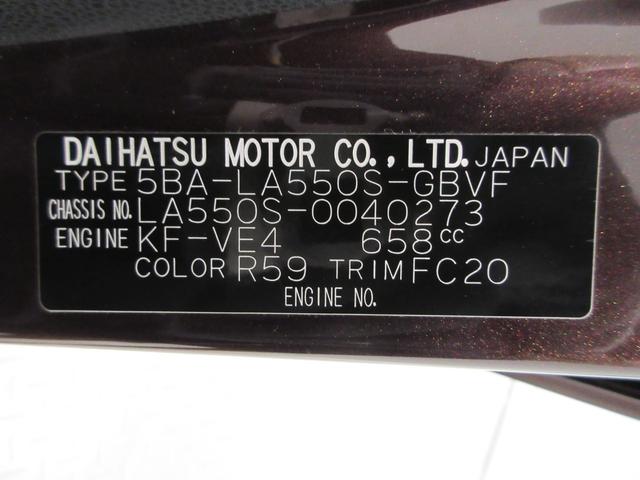 DAIHATSU MOTOR CO., LTD. JAPAN
TYPE 5BA-LA550S-GBVF
CHASSIS NO. LA550S-0040273
ENGINE KF-VE4 658cc
COLOR R59 TRIM FC20
ENGINE NO.